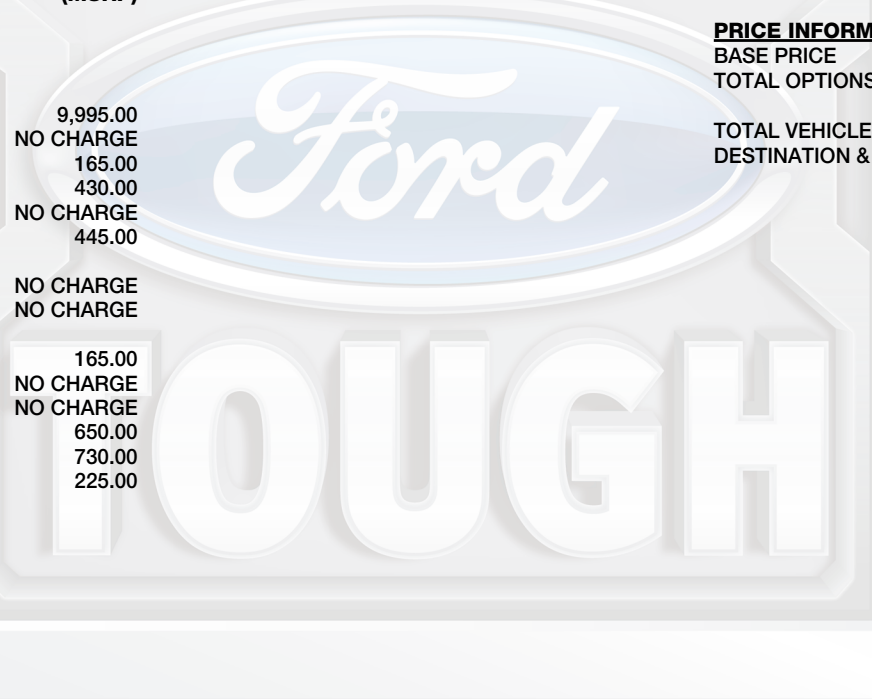 PRICE INFORM
BASE PRICE
TOTAL OPTIONS
9,995.00
NO CHARGE
TOTAL VEHICLE
DESTINATION &
165.00
430.00
NO CHARGE
445.00
NO CHARGE
NO CHARGE
165.00
NO CHARGE
NO CHARGE
650.00
730.00
225.00
Ford
TOUGH